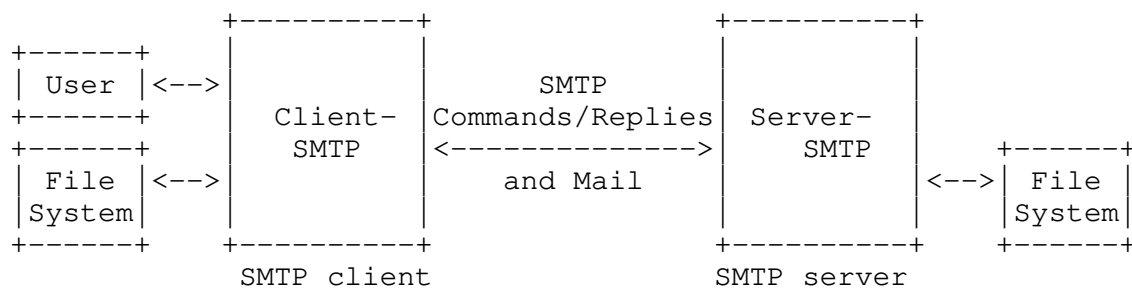 +----------+                +----------+
+------+        |          |                |          |
| User |<-->|          |      SMTP      |          |
+------+        | Client-  |Commands/Replies| Server-  |
+------+        |   SMTP   |<-------------->|   SMTP   |        +------+
| File |<-->|          |    and Mail    |          |<-->| File |
|System|        |          |                |          |        |System|
+------+        +----------+                +----------+        +------+
SMTP client                SMTP server